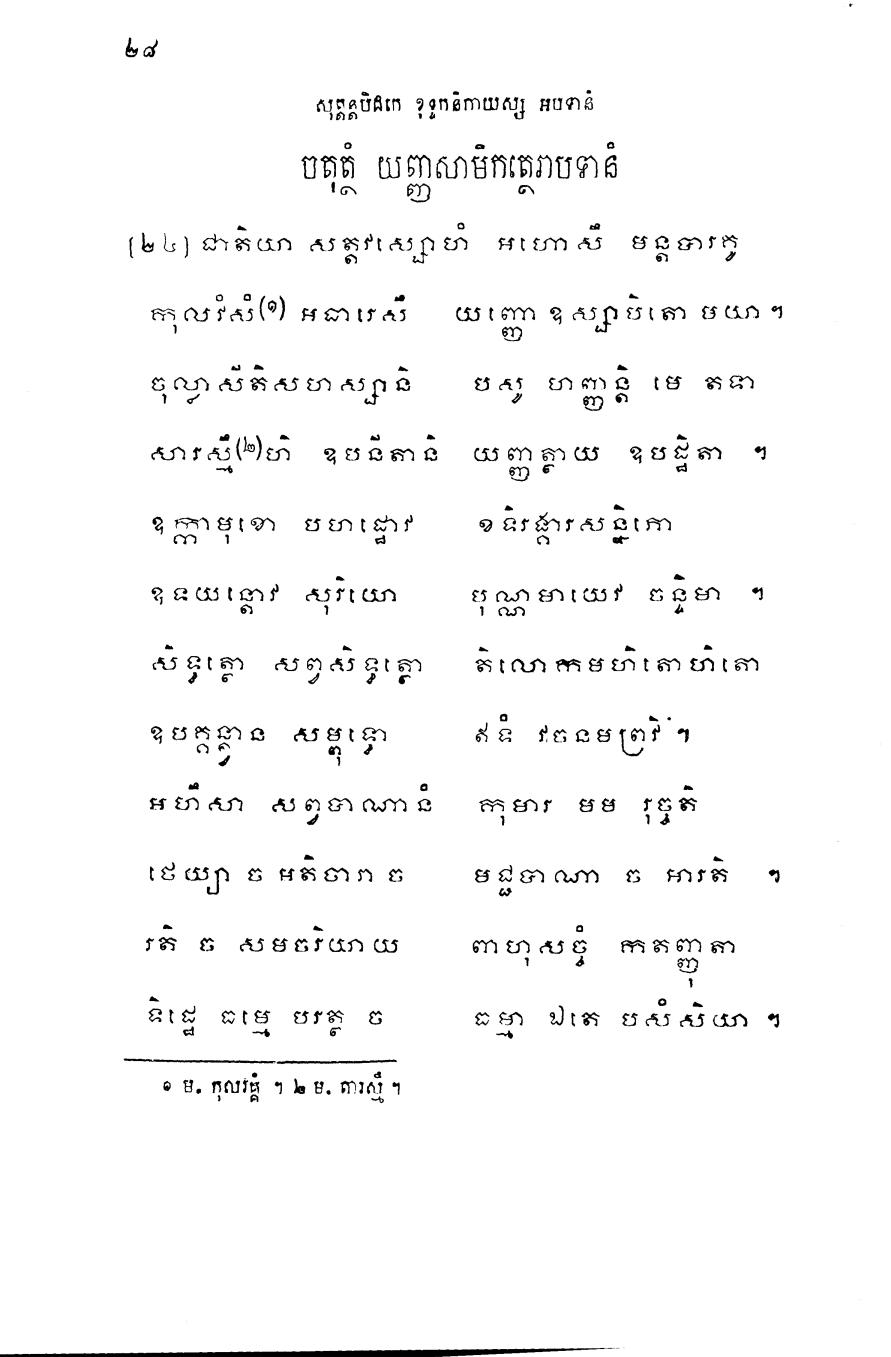 ២៨
សុត្តន្តបិដកេ ខុទ្ទកនិកាយស្ស អបទានំ
ចតុត្ថំ យញ្ញសាមិកត្ថេរាបទានំ
(២៤) ជាតិយា សត្តវស្សោហំ អហោសឹ មន្តបារគូ
កុលវំសំ(១) អធារេសឹ យញ្ញោ ឧស្សាបិតោ មយា ។
ចុល្លាសីតិសហស្សានិ បសូ ហញ្ញន្តិ មេ តទា
សារស្មឹ(២)ហិ ឧបនីតានិ យញ្ញត្ថាយ ឧបដ្ឋិតា ។
ឧក្កាមុខោ បហដ្ឋោវ ខទិរង្គារសន្និភោ
ឧទយន្តោវ សុរិយោ បុណ្ណមាយេវ ចន្ទិមា ។
សិទ្ធត្ថោ សព្វសិទ្ធត្ថោ តិលោកមហិតោហិតោ
ឧបគ្គន្ត្វាន សម្ពុទ្ធោ ឥទំ វចនមព្រវិំ ។
អហឹសា សព្វបាណានំ កុមារ មម រុច្ចតិ
ថេយ្យា ច អតិចារា ច មជ្ជបាណា ច អារតិ ។
រតិ ច សមចរិយាយ ពាហុសច្ចំ កតញ្ញុតា
ទិដ្ឋេ ធម្មេ បរត្ថ ច ធម្មា ឯតេ បសំសិយា ។
១ ម. កុលវត្តំ ។ ២ ម. តារស្មឹ ។